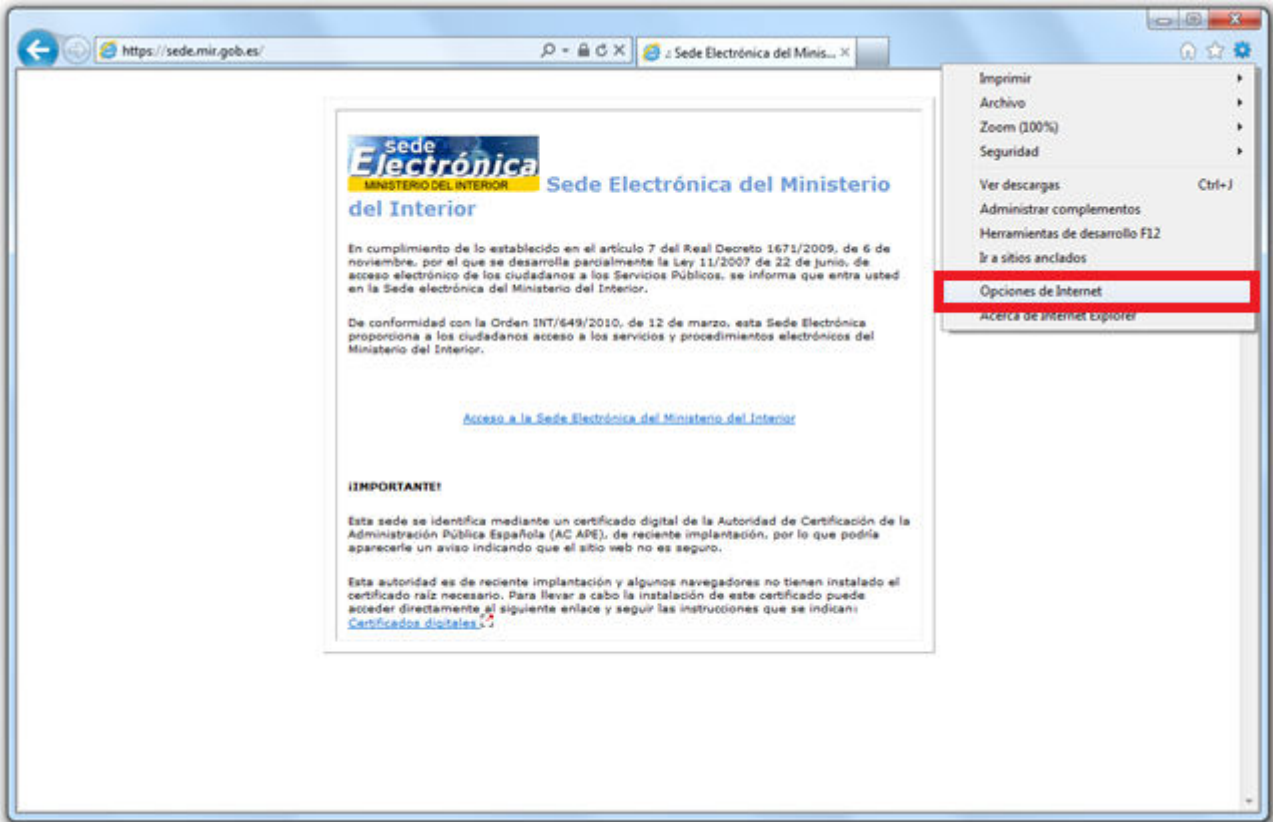 https://sede.mir.gob.es/
.: Sede Electrónica del Minis...
Imprimir
Archivo
Zoom (100%)
Seguridad
Ver descargas Ctrl+J
Administrar complementos
Herramientas de desarrollo F12
Ir a sitios anclados
Opciones de Internet
Acerca de Internet Explorer
sede
Electrónica
MINISTERIO DEL INTERIOR
Sede Electrónica del Ministerio
del Interior
En cumplimiento de lo establecido en el artículo 7 del Real Decreto 1671/2009, de 6 de
noviembre, por el que se desarrolla parcialmente la Ley 11/2007 de 22 de junio, de
acceso electrónico de los ciudadanos a los Servicios Públicos, se informa que entra usted
en la Sede electrónica del Ministerio del Interior.
De conformidad con la Orden INT/649/2010, de 12 de marzo, esta Sede Electrónica
proporciona a los ciudadanos acceso a los servicios y procedimientos electrónicos del
Ministerio del Interior.
Acceso a la Sede Electrónica del Ministerio del Interior
¡IMPORTANTE!
Esta sede se identifica mediante un certificado digital de la Autoridad de Certificación de la
Administración Pública Española (AC APE), de reciente implantación, por lo que podría
aparecerle un aviso indicando que el sitio web no es seguro.
Esta autoridad es de reciente implantación y algunos navegadores no tienen instalado el
certificado raíz necesario. Para llevar a cabo la instalación de este certificado puede
acceder directamente al siguiente enlace y seguir las instrucciones que se indican:
Certificados digitales